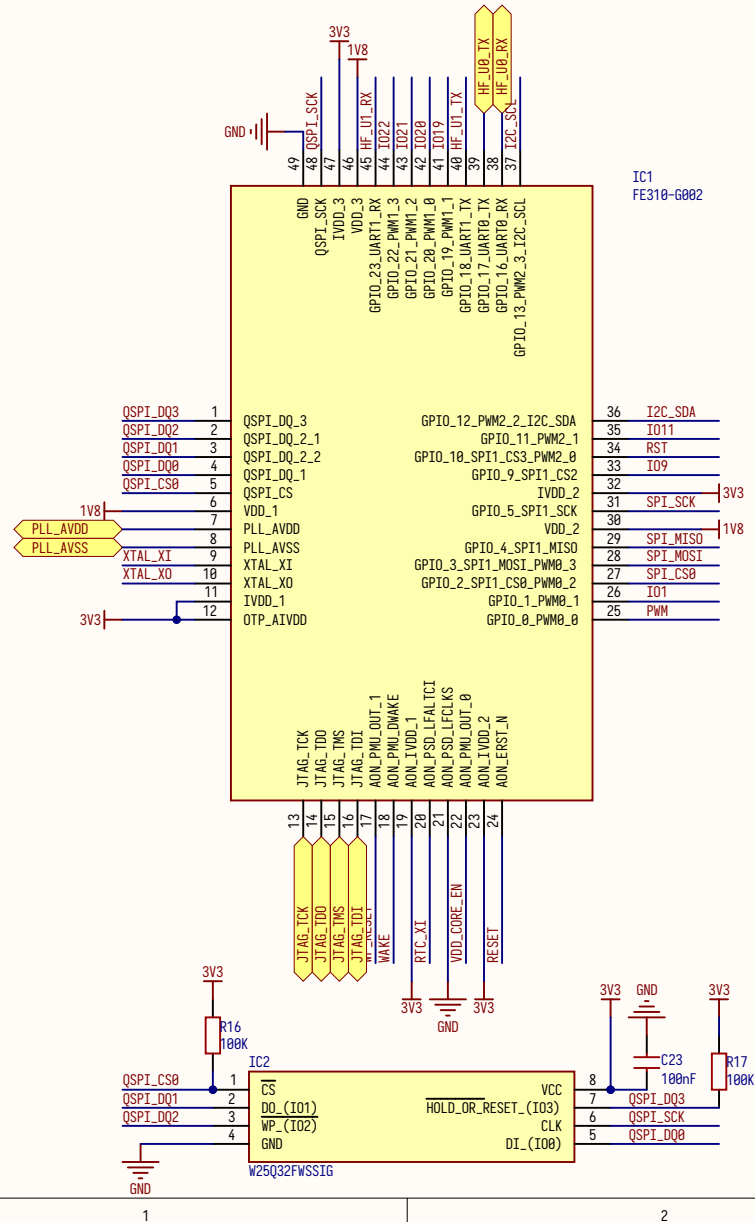 3V3
1V8
GND
QSPI_SCK
HF_U1_RX
IO22
IO21
IO20
IO19
HF_U1_TX
HF_U0_TX
HF_U0_RX
I2C_SCL
49
48
47
46
45
44
43
42
41
40
39
38
37
IC1
FE310-G002
GND
QSPI_SCK
IVDD_3
VDD_3
GPIO_23_UART1_RX
GPIO_22_PWM1_3
GPIO_21_PWM1_2
GPIO_20_PWM1_0
GPIO_19_PWM1_1
GPIO_18_UART1_TX
GPIO_17_UART0_TX
GPIO_16_UART0_RX
GPIO_13_PWM2_3_I2C_SCL
QSPI_DQ3 1 QSPI_DQ_3
QSPI_DQ2 2 QSPI_DQ_2_1
QSPI_DQ1 3 QSPI_DQ_2_2
QSPI_DQ0 4 QSPI_DQ_1
QSPI_CS0 5 QSPI_CS
1V8 6 VDD_1
PLL_AVDD 7 PLL_AVDD
PLL_AVSS 8 PLL_AVSS
XTAL_XI 9 XTAL_XI
XTAL_XO 10 XTAL_XO
11 IVDD_1
3V3 12 OTP_AIVDD
GPIO_12_PWM2_2_I2C_SDA 36 I2C_SDA
GPIO_11_PWM2_1 35 IO11
GPIO_10_SPI1_CS3_PWM2_0 34 RST
GPIO_9_SPI1_CS2 33 IO9
IVDD_2 32 3V3
GPIO_5_SPI1_SCK 31 SPI_SCK
VDD_2 30 1V8
GPIO_4_SPI1_MISO 29 SPI_MISO
GPIO_3_SPI1_MOSI_PWM0_3 28 SPI_MOSI
GPIO_2_SPI1_CS0_PWM0_2 27 SPI_CS0
GPIO_1_PWM0_1 26 IO1
GPIO_0_PWM0_0 25 PWM
JTAG_TCK
JTAG_TDO
JTAG_TMS
JTAG_TDI
AON_PMU_OUT_1
AON_PMU_DWAKE
AON_IVDD_1
AON_PSD_LFALTCI
AON_PSD_LFCLKS
AON_PMU_OUT_0
AON_IVDD_2
AON_ERST_N
13
14
15
16
17
18
19
20
21
22
23
24
JTAG_TCK
JTAG_TDO
JTAG_TMS
JTAG_TDI
WAKE
RTC_XI
VDD_CORE_EN
RESET
3V3
GND
3V3
3V3
R16
100K
IC2
QSPI_CS0 1 CS
QSPI_DQ1 2 DO_(IO1)
QSPI_DQ2 3 WP_(IO2)
4 GND
GND
W25Q32FWSSIG
3V3
GND
3V3
C23
100nF
R17
100K
VCC 8
HOLD_OR_RESET_(IO3) 7 QSPI_DQ3
CLK 6 QSPI_SCK
DI_(IO0) 5 QSPI_DQ0
1
2